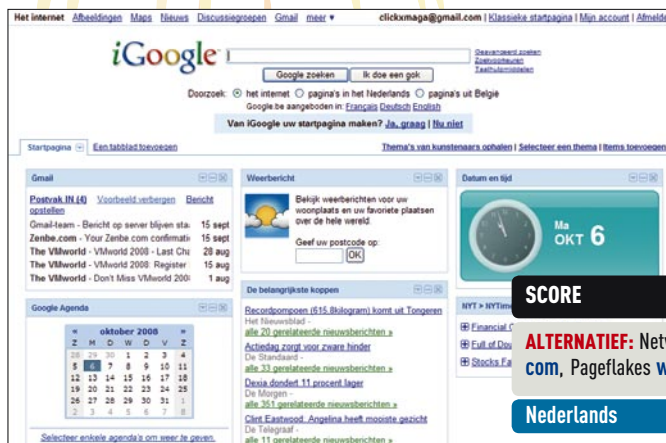 Het internet Afbeeldingen Maps Nieuws Discussiegroepen Gmail meer ▼
clickxmaga@gmail.com | Klassieke startpagina | Mijn account | Afmelde
iGoogle
Geavanceerd zoeken
Zoekvoorkeuren
Taalhulpmiddelen
Google zoeken Ik doe een gok
Doorzoek: het internet pagina's in het Nederlands pagina's uit België
Google.be aangeboden in: Français Deutsch English
Van iGoogle uw startpagina maken? Ja, graag | Nu niet
Startpagina Een tabblad toevoegen
Thema's van kunstenaars ophalen | Selecteer een thema | Items toevoegen
Gmail
Postvak IN (4) Voorbeeld verbergen Bericht
opstellen
Gmail-team - Bericht op server blijven sta 15 sept
Zenbe.com - Your Zenbe.com confirmati 15 sept
The VMworld - VMworld 2008 - Last Cha 28 aug
The VMworld - VMworld 2008: Register 15 aug
The VMworld - Don't Miss VMworld 200 1 aug
Google Agenda
« oktober 2008 »
Z M D W D V Z
28 29 30 1 2 3 4
5 6 7 8 9 10 11
12 13 14 15 16 17 18
19 20 21 22 23 24 25
26 27 28 29 30 31 1
2 3 4 5 6 7 8
Selecteer enkele agenda's om weer te geven.
Weerbericht
Bekijk weerberichten voor uw
woonplaats en uw favoriete plaatsen
over de hele wereld.
Geef uw postcode op:
OK
De belangrijkste koppen
Recordpompoen (615.8kilogram) komt uit Tongeren
Het Nieuwsblad -
alle 20 gerelateerde nieuwsberichten »
Actiedag zorgt voor zware hinder
De Standaard -
alle 33 gerelateerde nieuwsberichten »
Dexia dondert 11 procent lager
De Morgen -
alle 351 gerelateerde nieuwsberichten »
Clint Eastwood: Angelina heeft mooiste gezicht
De Telegraaf -
alle 11 gerelateerde nieuwsberichten »
Datum en tijd
Ma
OKT 6
NYT > NYTime
Financial C
Full of Dou
Stocks Fa
SCORE
ALTERNATIEF: Netv
com, Pageflakes w
Nederlands